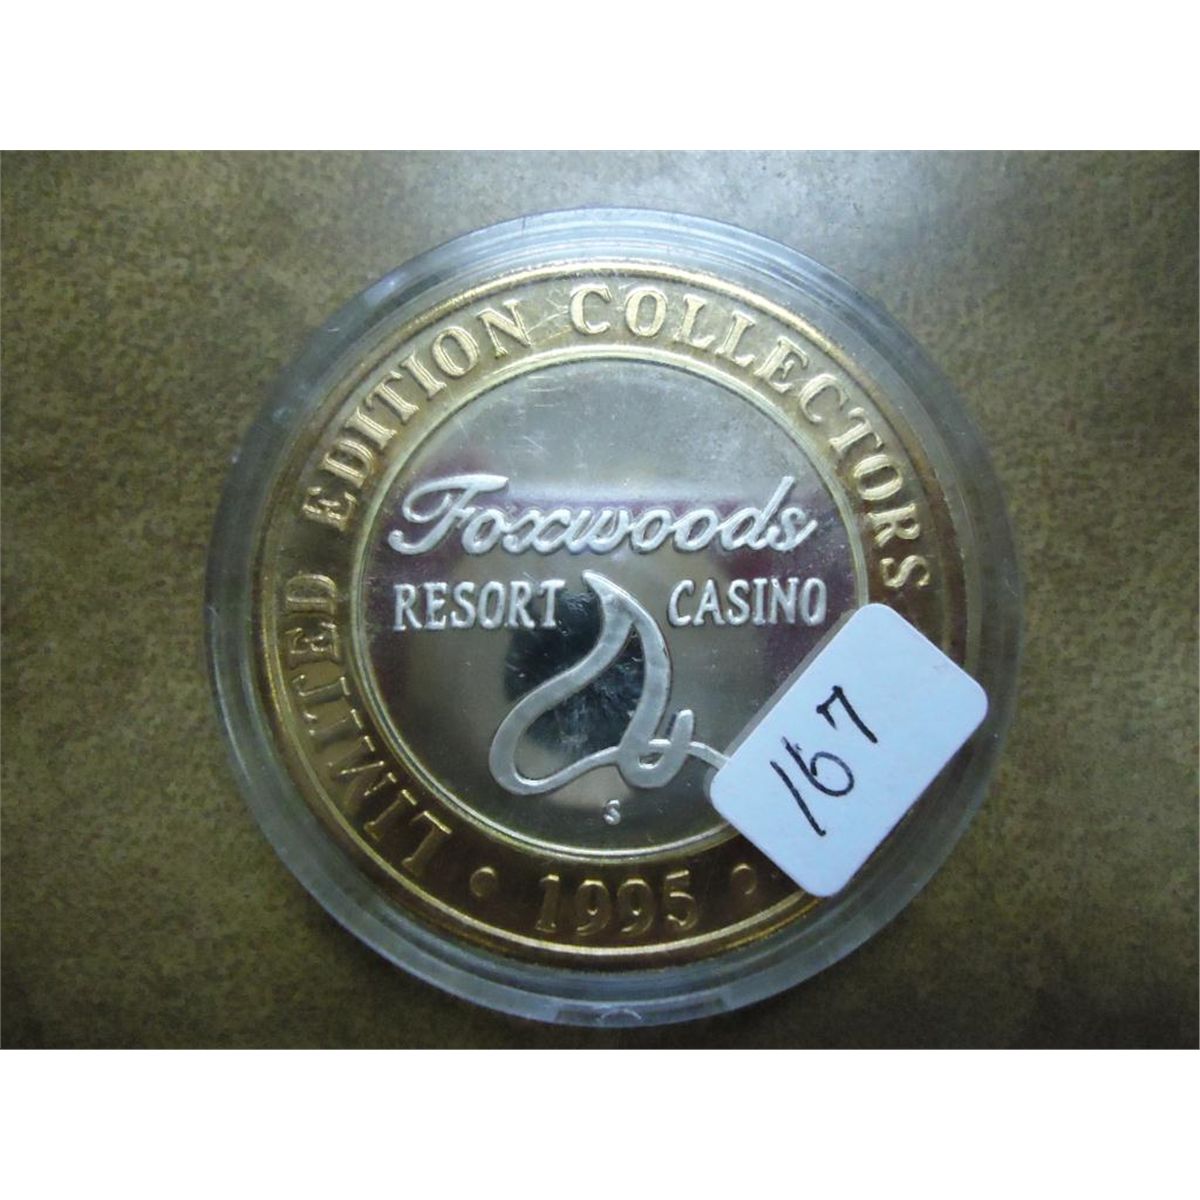 LIMITED EDITION COLLECTORS
Foxwoods
RESORT CASINO
S
1995
167